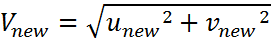 V_new = √(u_new² + v_new²)